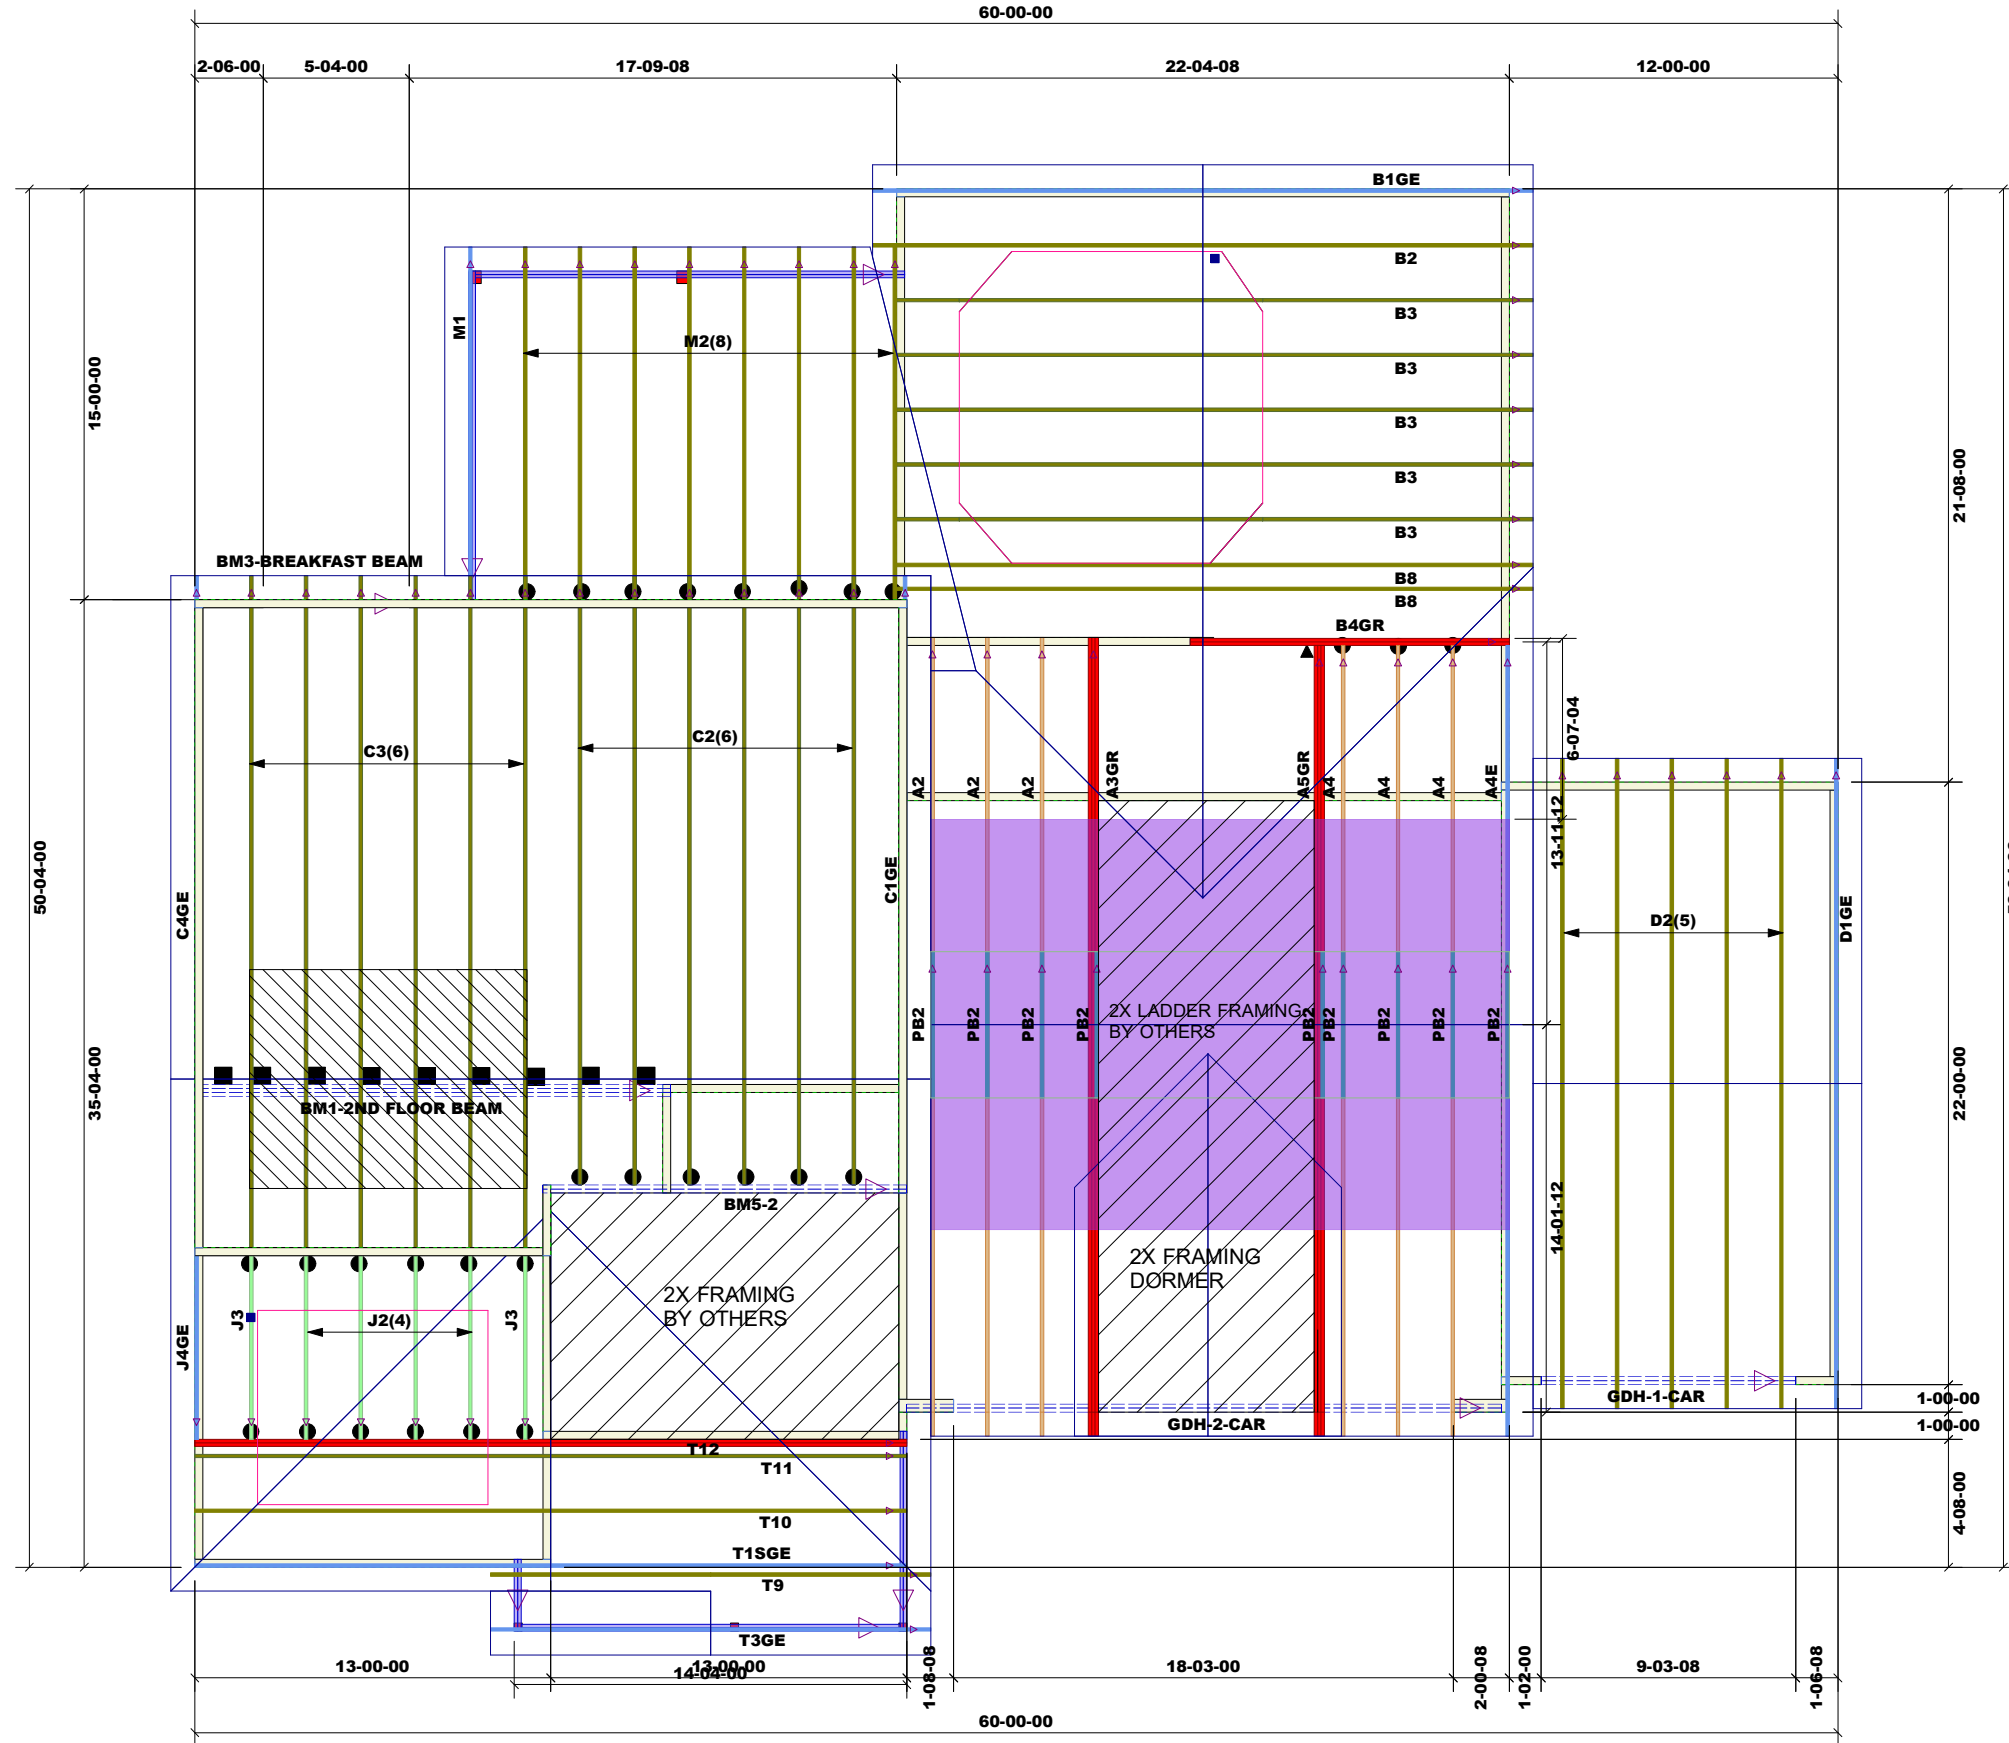 60-00-00
2-06-00
5-04-00
17-09-08
22-04-08
12-00-00
B1GE
B2
B3
B3
B3
B3
B3
B8
B8
M1
M2(8)
15-00-00
21-08-00
BM3-BREAKFAST BEAM
B4GR
6-07-04
C3(6)
C2(6)
A2
A2
A2
A3GR
A5GR
A4
A4
A4
A4E
13-11-12
50-04-00
C4GE
C1GE
D2(5)
D1GE
2X LADDER FRAMING
BY OTHERS
PB2
PB2
PB2
PB2
PB2
PB2
PB2
PB2
PB2
35-04-00
22-00-00
BM1-2ND FLOOR BEAM
BM5-2
14-01-12
2X FRAMING
DORMER
2X FRAMING
BY OTHERS
J4GE
J3
J2(4)
J3
GDH-2-CAR
GDH-1-CAR
1-00-00
1-00-00
4-08-00
T12
T11
T10
T1SGE
T9
T3GE
13-00-00
13-00-00
14-04-00
1-08-08
18-03-00
2-00-08
1-02-00
9-03-08
1-06-08
60-00-00